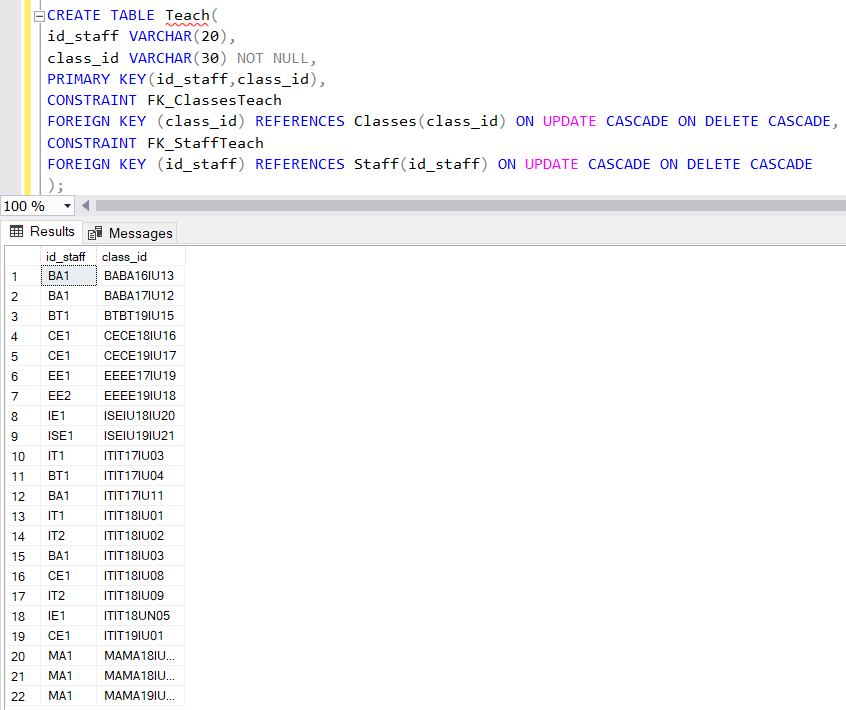 CREATE TABLE Teach(
id_staff VARCHAR(20),
class_id VARCHAR(30) NOT NULL,
PRIMARY KEY(id_staff,class_id),
CONSTRAINT FK_ClassesTeach
FOREIGN KEY (class_id) REFERENCES Classes(class_id) ON UPDATE CASCADE ON DELETE CASCADE,
CONSTRAINT FK_StaffTeach
FOREIGN KEY (id_staff) REFERENCES Staff(id_staff) ON UPDATE CASCADE ON DELETE CASCADE
);
100 %
Results Messages
id_staff class_id
1 BA1 BABA16IU13
2 BA1 BABA17IU12
3 BT1 BTBT19IU15
4 CE1 CECE18IU16
5 CE1 CECE19IU17
6 EE1 EEEE17IU19
7 EE2 EEEE19IU18
8 IE1 ISEIU18IU20
9 ISE1 ISEIU19IU21
10 IT1 ITIT17IU03
11 BT1 ITIT17IU04
12 BA1 ITIT17IU11
13 IT1 ITIT18IU01
14 IT2 ITIT18IU02
15 BA1 ITIT18IU03
16 CE1 ITIT18IU08
17 IT2 ITIT18IU09
18 IE1 ITIT18UN05
19 CE1 ITIT19IU01
20 MA1 MAMA18IU...
21 MA1 MAMA18IU...
22 MA1 MAMA19IU...